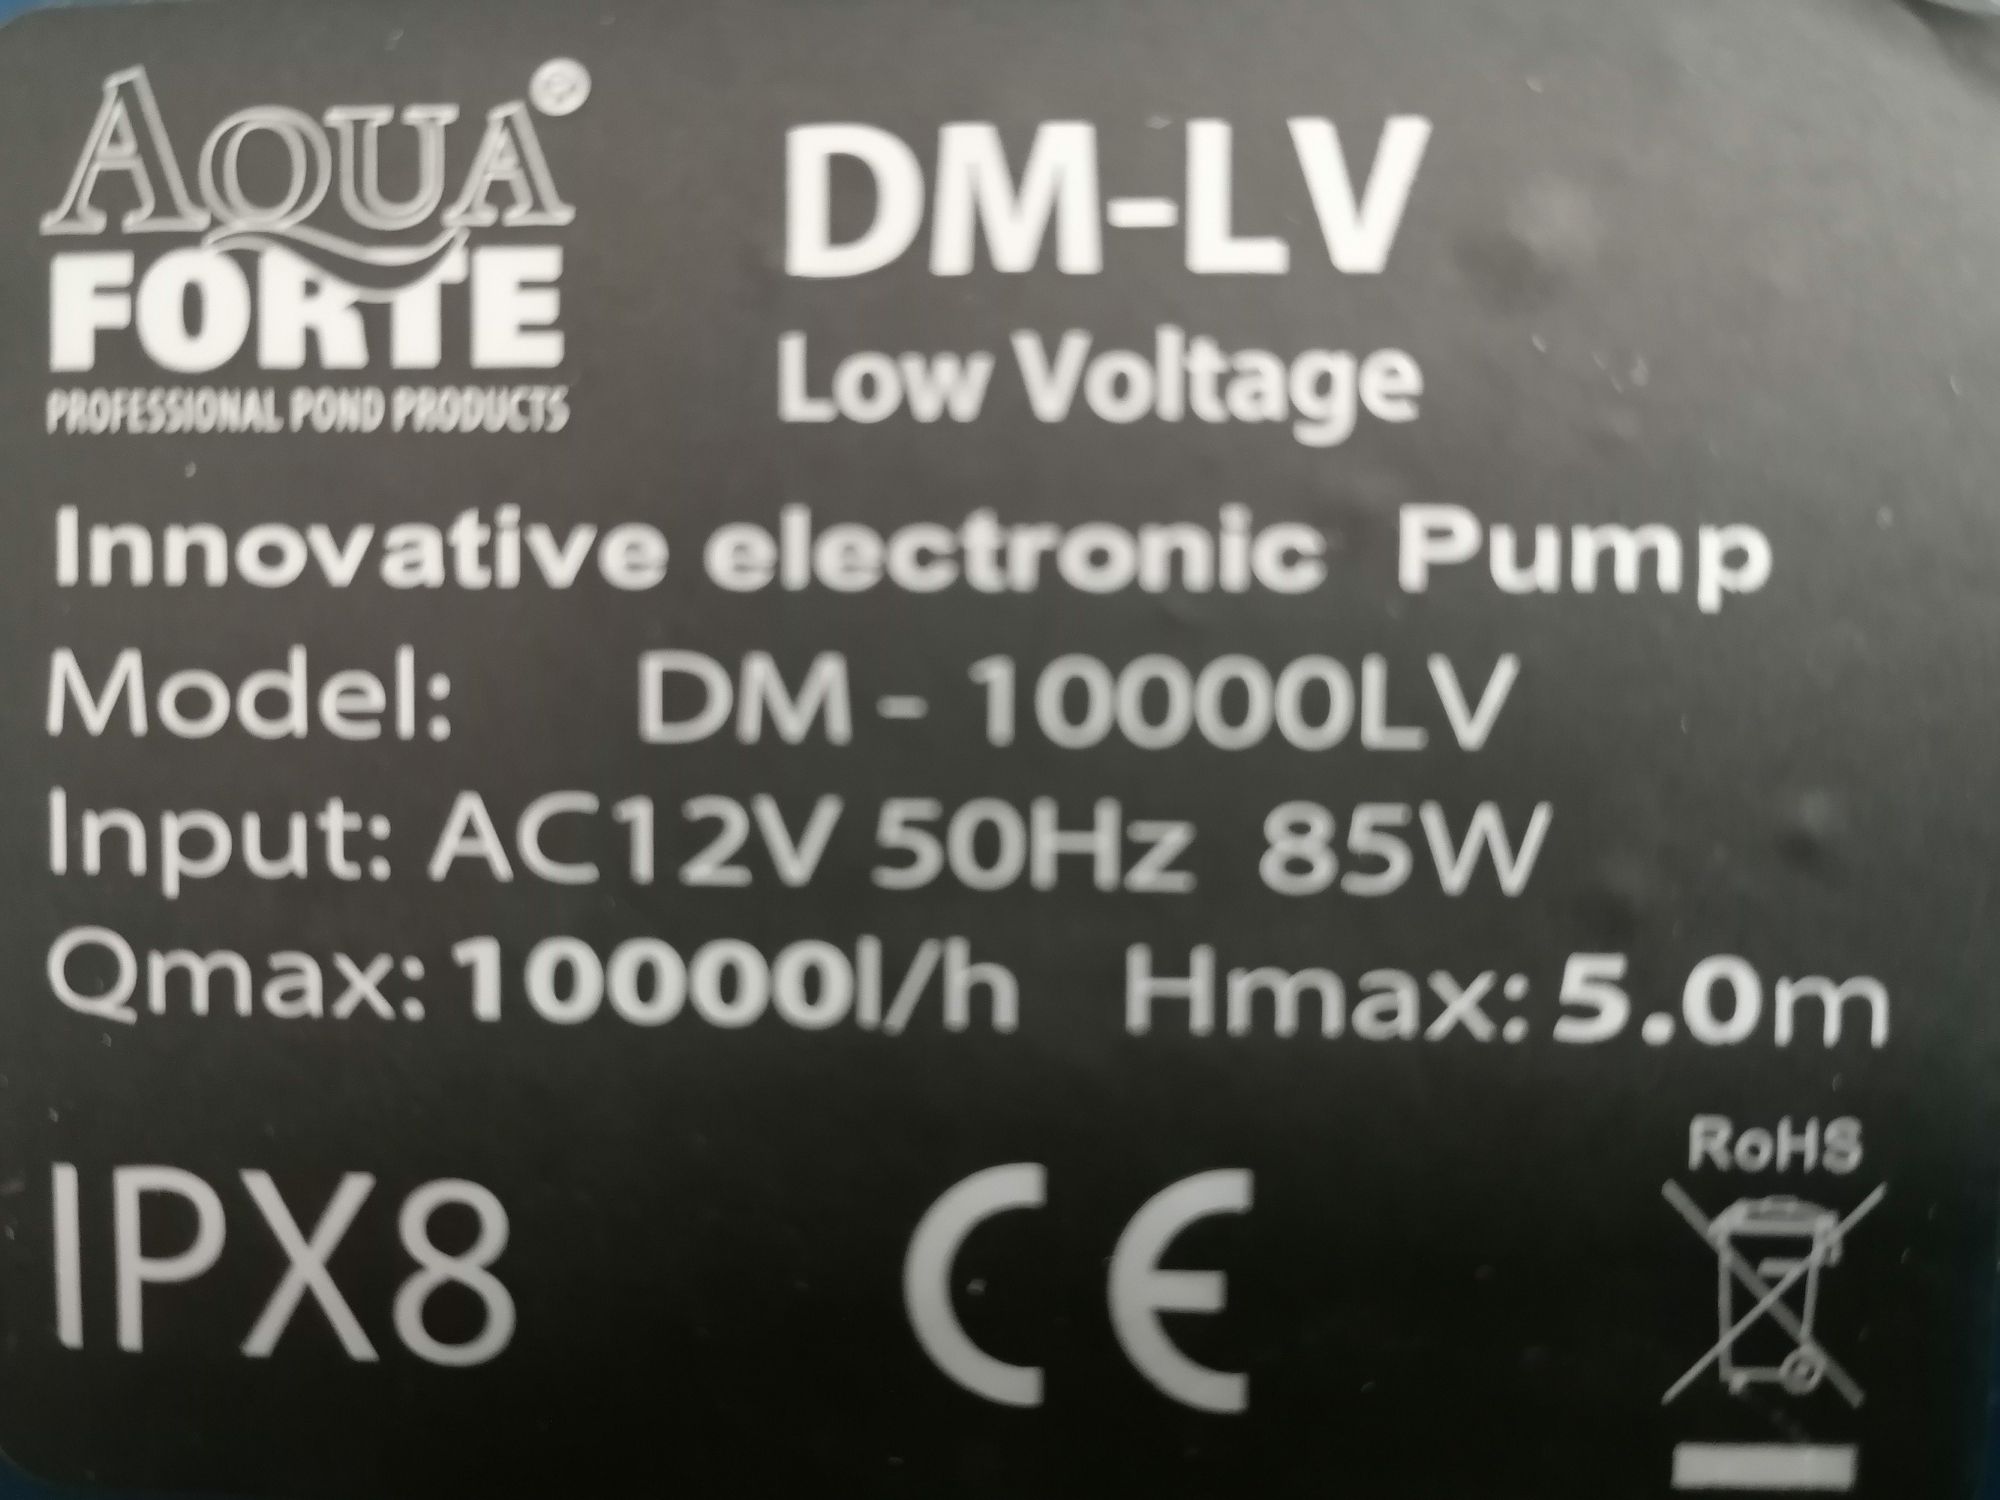 AQUA®
FORTE
PROFESSIONAL POND PRODUCTS
DM-LV
Low Voltage
Innovative electronic Pump
Model: DM - 10000LV
Input: AC12V 50Hz 85W
Qmax: 10000l/h Hmax: 5.0m
IPX8
CE
RoHS